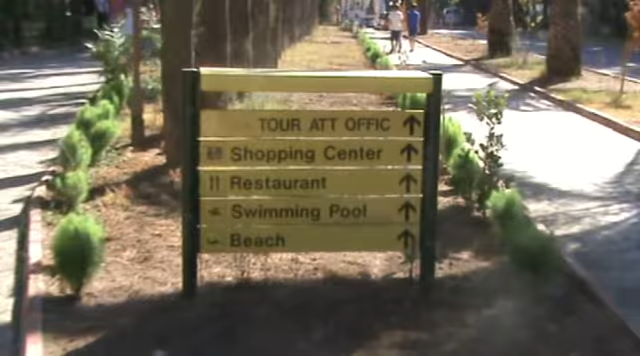 TOUR ATT OFFIC
Shopping Center
Restaurant
Swimming Pool
Beach